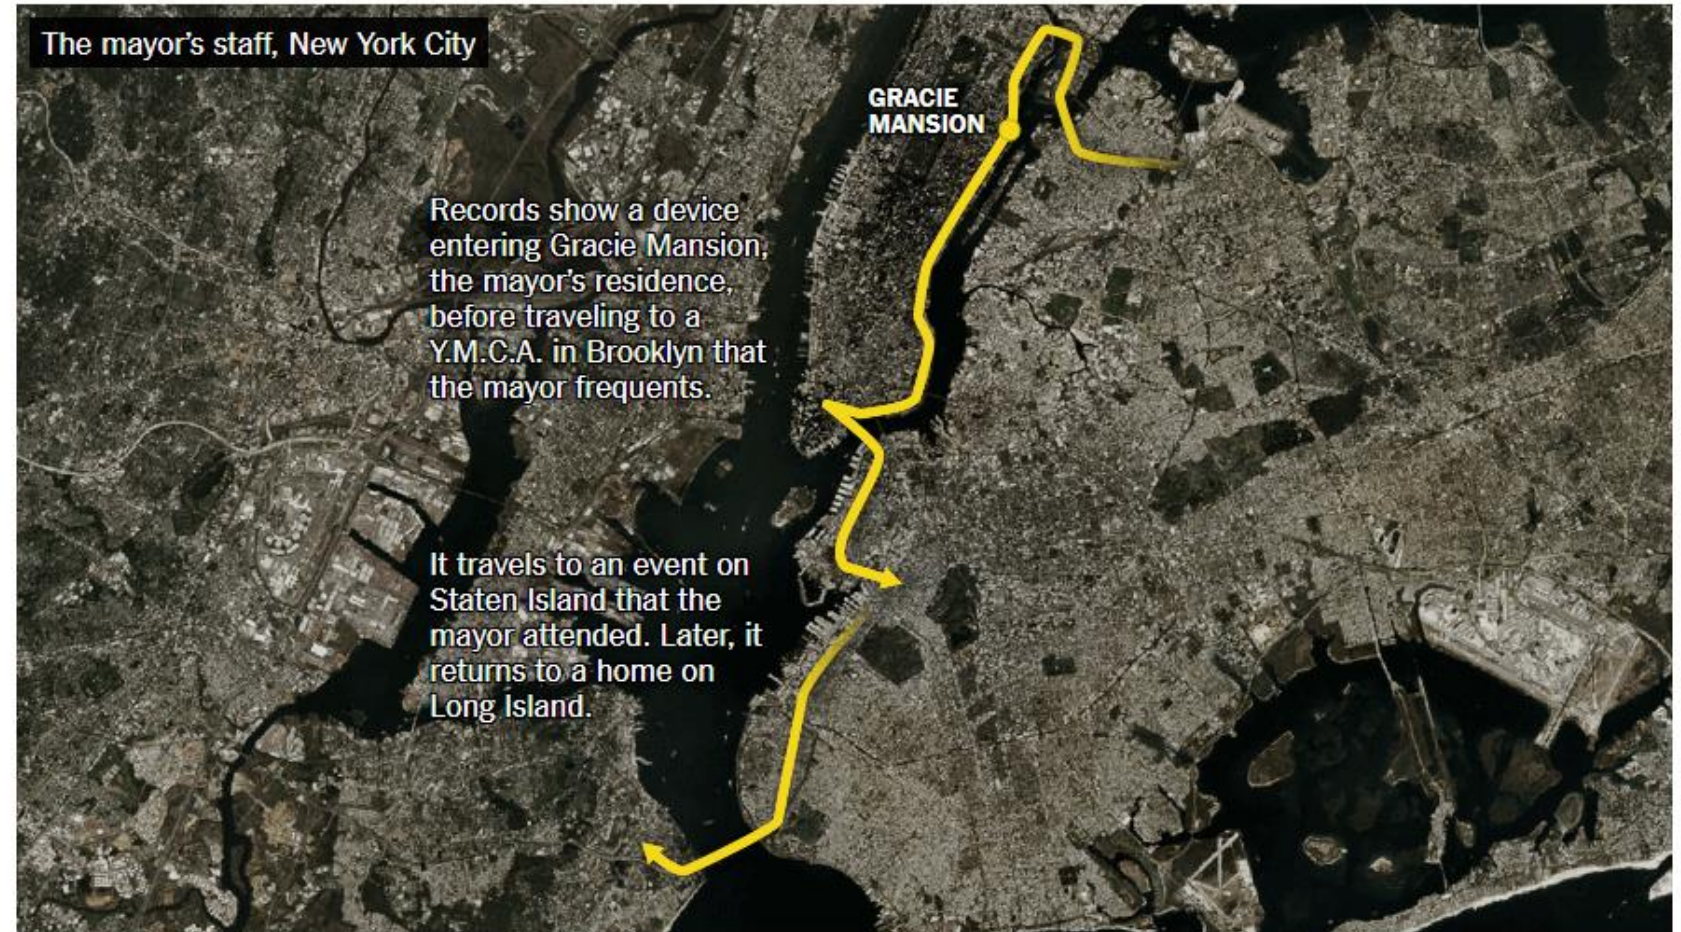 The mayor's staff, New York City
GRACIE
MANSION
Records show a device
entering Gracie Mansion,
the mayor's residence,
before traveling to a
Y.M.C.A. in Brooklyn that
the mayor frequents.
It travels to an event on
Staten Island that the
mayor attended. Later, it
returns to a home on
Long Island.